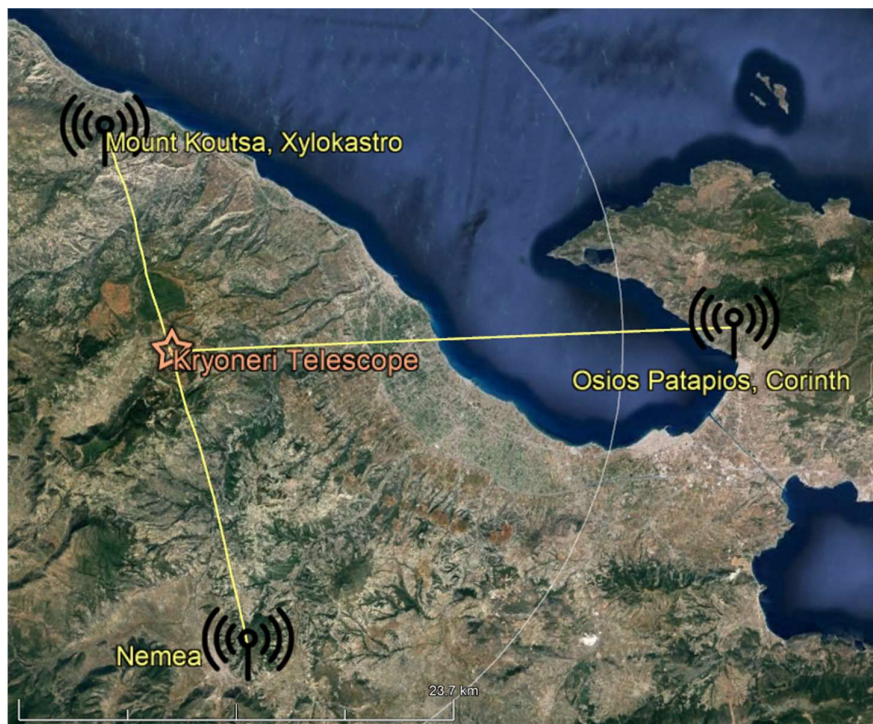 Mount Koutsa, Xylokastro
Kryoneri Telescope
Osios Patapios, Corinth
Nemea
23.7 km